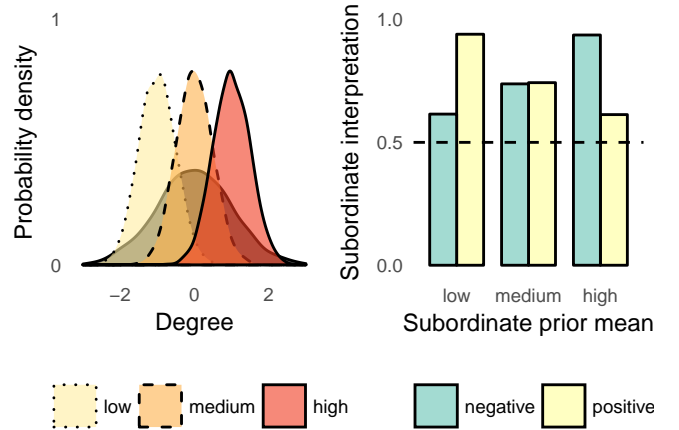 1
Probability density
0
−2
0
2
Degree
low
medium
high
Subordinate interpretation
1.0
0.5
0.0
low
medium
high
Subordinate prior mean
negative
positive